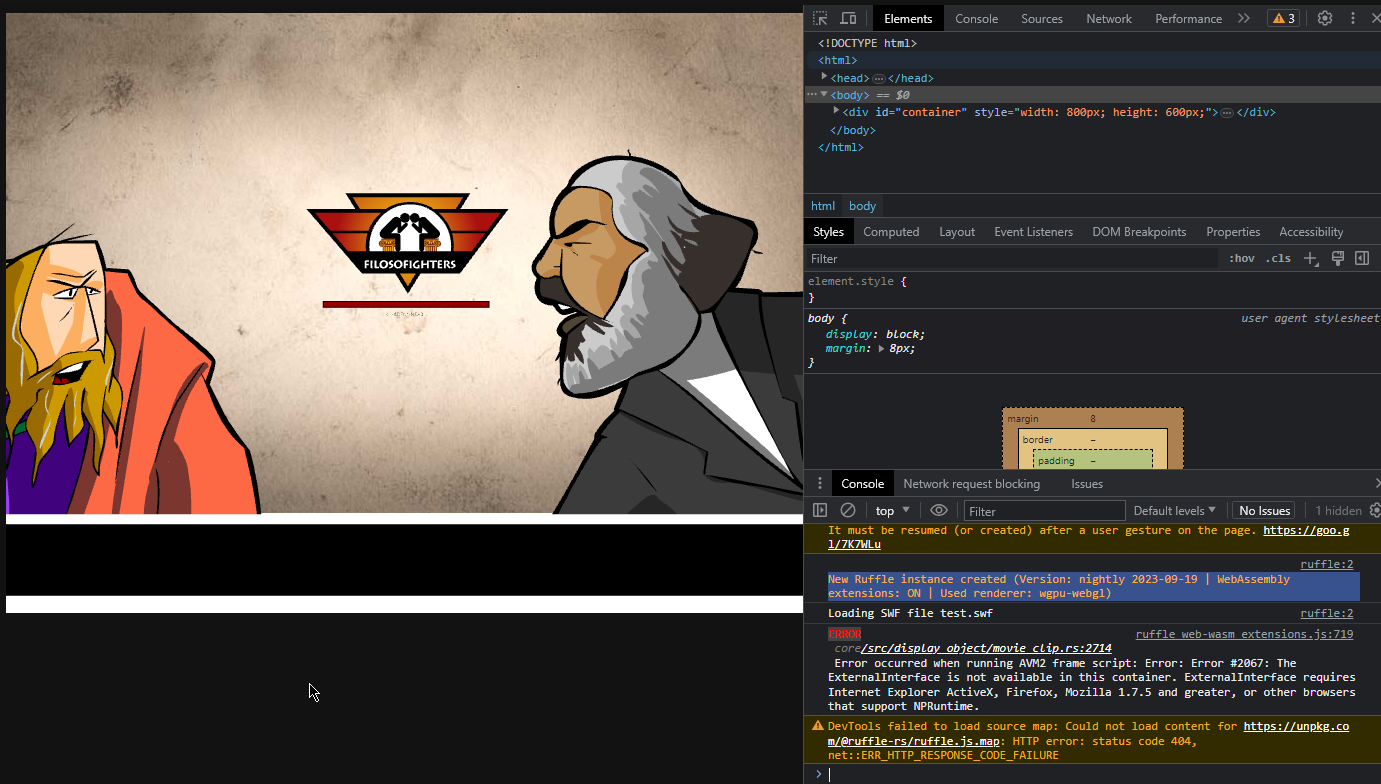 FILOSOFIGHTERS
Elements Console Sources Network Performance 3
<!DOCTYPE html>
<html>
<head> </head>
<body> == $0
<div id="container" style="width: 800px; height: 600px;"> </div>
</body>
</html>
html body
Styles Computed Layout Event Listeners DOM Breakpoints Properties Accessibility
Filter :hov .cls
element.style {
}
body { user agent stylesheet
display: block;
margin: 8px;
}
margin 8
border –
padding –
Console Network request blocking Issues
top Filter Default levels No Issues 1 hidden
It must be resumed (or created) after a user gesture on the page. https://goo.g
l/7K7WLu
ruffle:2
New Ruffle instance created (Version: nightly 2023-09-19 | WebAssembly
extensions: ON | Used renderer: wgpu-webgl)
Loading SWF file test.swf ruffle:2
ERROR ruffle_web-wasm_extensions.js:719
core/src/display_object/movie_clip.rs:2714
Error occurred when running AVM2 frame script: Error: Error #2067: The
ExternalInterface is not available in this container. ExternalInterface requires
Internet Explorer ActiveX, Firefox, Mozilla 1.7.5 and greater, or other browsers
that support NPRuntime.
DevTools failed to load source map: Could not load content for https://unpkg.co
m/@ruffle-rs/ruffle.js.map: HTTP error: status code 404,
net::ERR_HTTP_RESPONSE_CODE_FAILURE